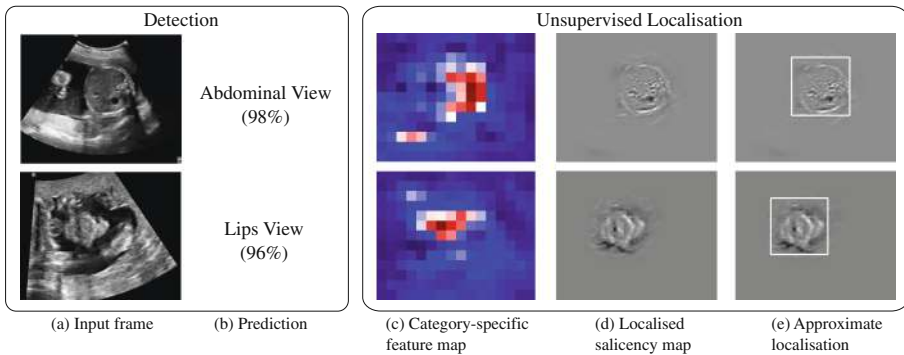 Detection
Unsupervised Localisation
Abdominal View
(98%)
Lips View
(96%)
(a) Input frame
(b) Prediction
(c) Category-specific
feature map
(d) Localised
salicency map
(e) Approximate
localisation